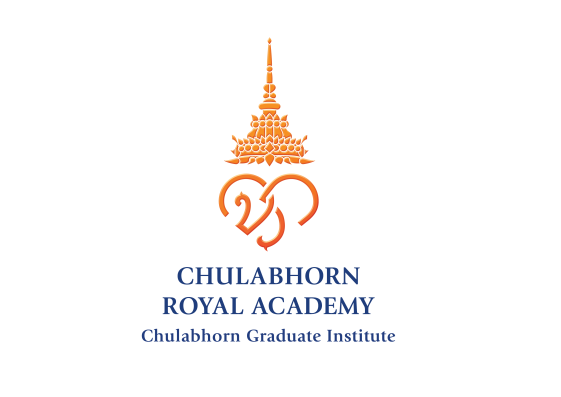 CHULABHORN
ROYAL ACADEMY
Chulabhorn Graduate Institute